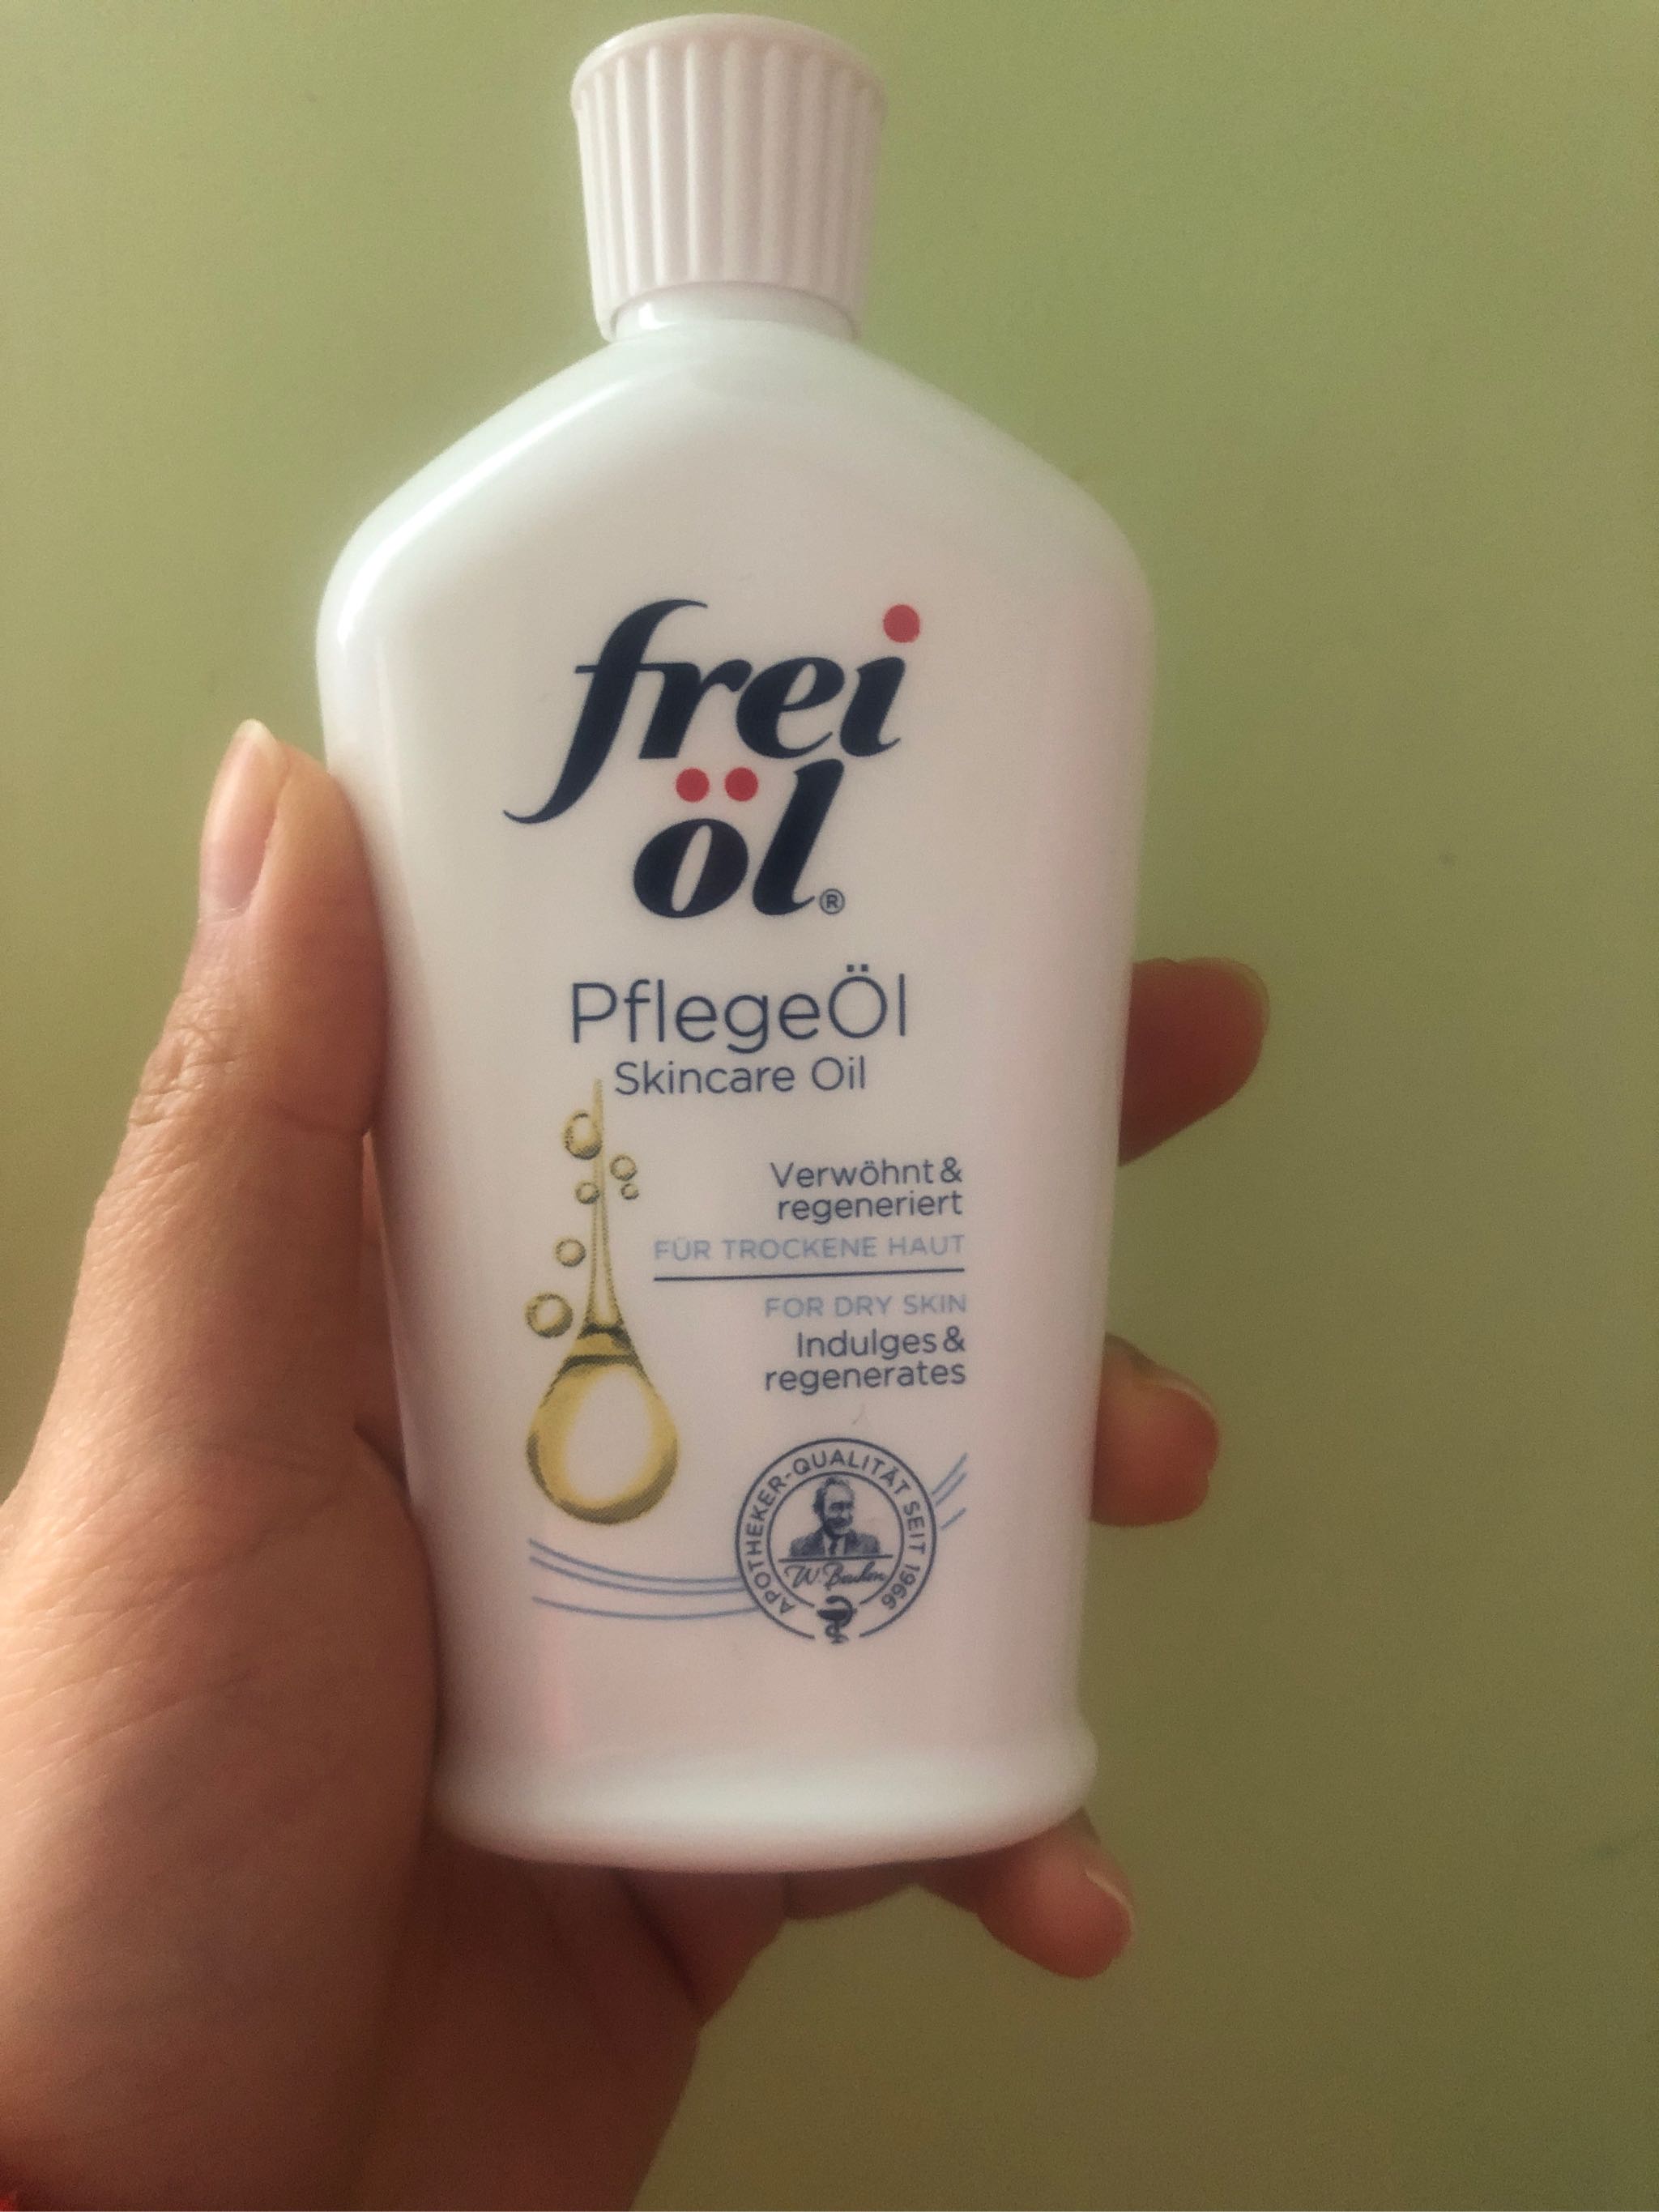 frei
öl®
PflegeÖl
Skincare Oil
Verwöhnt &
regeneriert
FÜR TROCKENE HAUT
FOR DRY SKIN
Indulges &
regenerates
APOTHEKER-QUALITÄT SEIT 1966